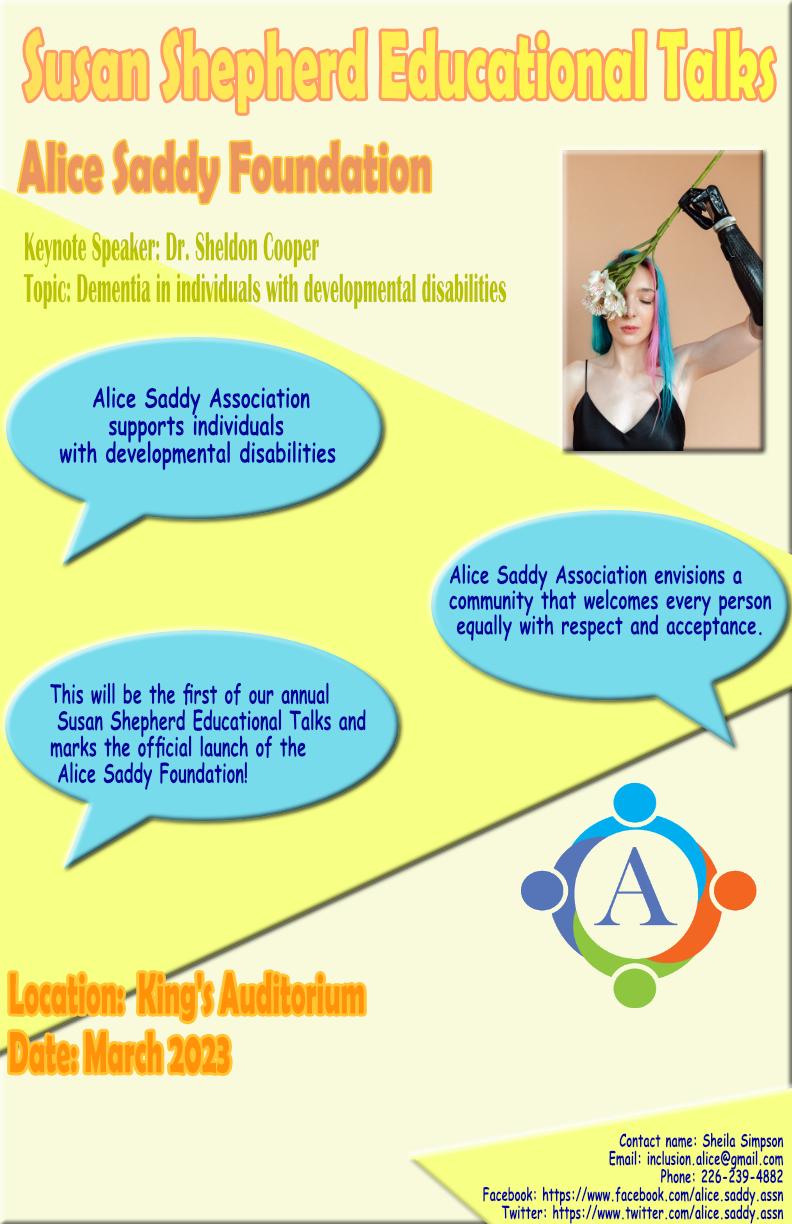 Susan Shepherd Educational Talks
Alice Saddy Foundation
Keynote Speaker: Dr. Sheldon Cooper
Topic: Dementia in individuals with developmental disabilities
Alice Saddy Association
supports individuals
with developmental disabilities
Alice Saddy Association envisions a
community that welcomes every person
equally with respect and acceptance.
This will be the first of our annual
Susan Shepherd Educational Talks and
marks the official launch of the
Alice Saddy Foundation!
A
Location: King's Auditorium
Date: March 2023
Contact name: Sheila Simpson
Email: inclusion.alice@gmail.com
Phone: 226-239-4882
Facebook: https://www.facebook.com/alice.saddy.assn
Twitter: https://www.twitter.com/alice.saddy.assn